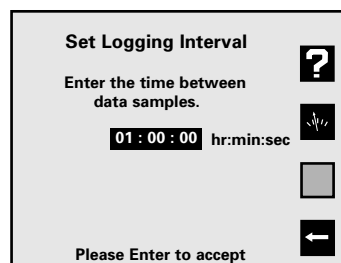 Set Logging Interval
?
Enter the time between
data samples.
01 : 00 : 00 hr:min:sec
Please Enter to accept